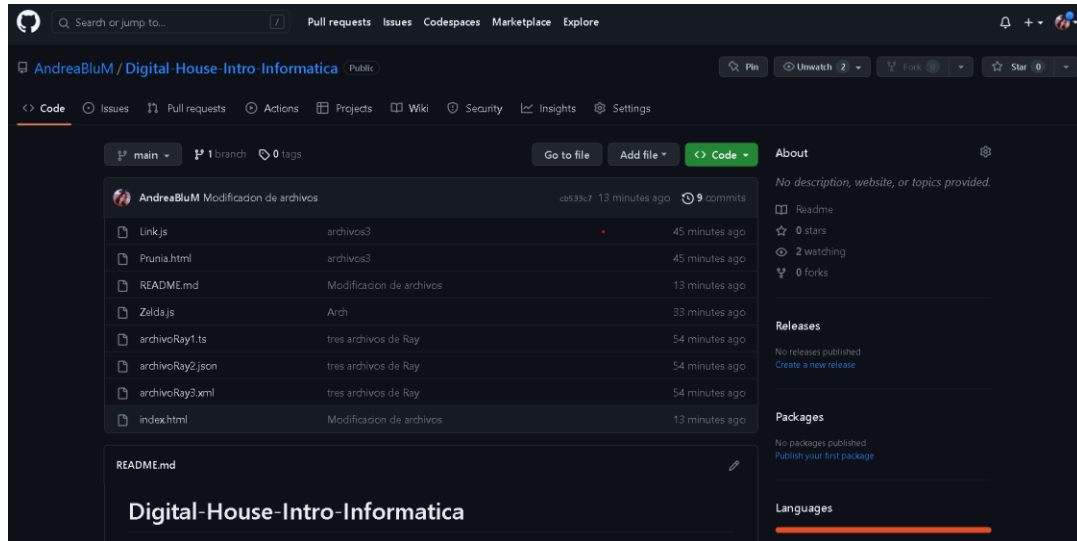 Search or jump to... /
Pull requests Issues Codespaces Marketplace Explore
AndreaBluM / Digital-House-Intro-Informatica Public
Pin Unwatch 2 Fork 0 Star 0
Code Issues Pull requests Actions Projects Wiki Security Insights Settings
main 1 branch 0 tags Go to file Add file Code
AndreaBluM Modificacion de archivos cb533c7 13 minutes ago 9 commits
Link.js archivos3 45 minutes ago
Prunia.html archivos3 45 minutes ago
README.md Modificacion de archivos 13 minutes ago
Zelda.js Arch 33 minutes ago
archivoRay1.ts tres archivos de Ray 54 minutes ago
archivoRay2.json tres archivos de Ray 54 minutes ago
archivoRay3.xml tres archivos de Ray 54 minutes ago
index.html Modificacion de archivos 13 minutes ago
README.md
Digital-House-Intro-Informatica
About
No description, website, or topics provided.
Readme
0 stars
2 watching
0 forks
Releases
No releases published
Create a new release
Packages
No packages published
Publish your first package
Languages